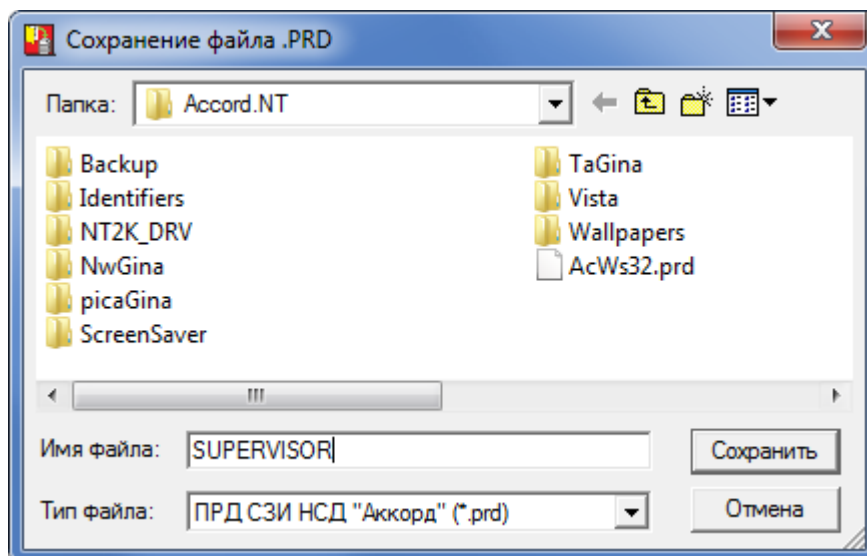 Сохранение файла .PRD
Папка: Accord.NT
Backup
Identifiers
NT2K_DRV
NwGina
picaGina
ScreenSaver
TaGina
Vista
Wallpapers
AcWs32.prd
Имя файла: SUPERVISOR Сохранить
Тип файла: ПРД СЗИ НСД "Аккорд" (*.prd) Отмена